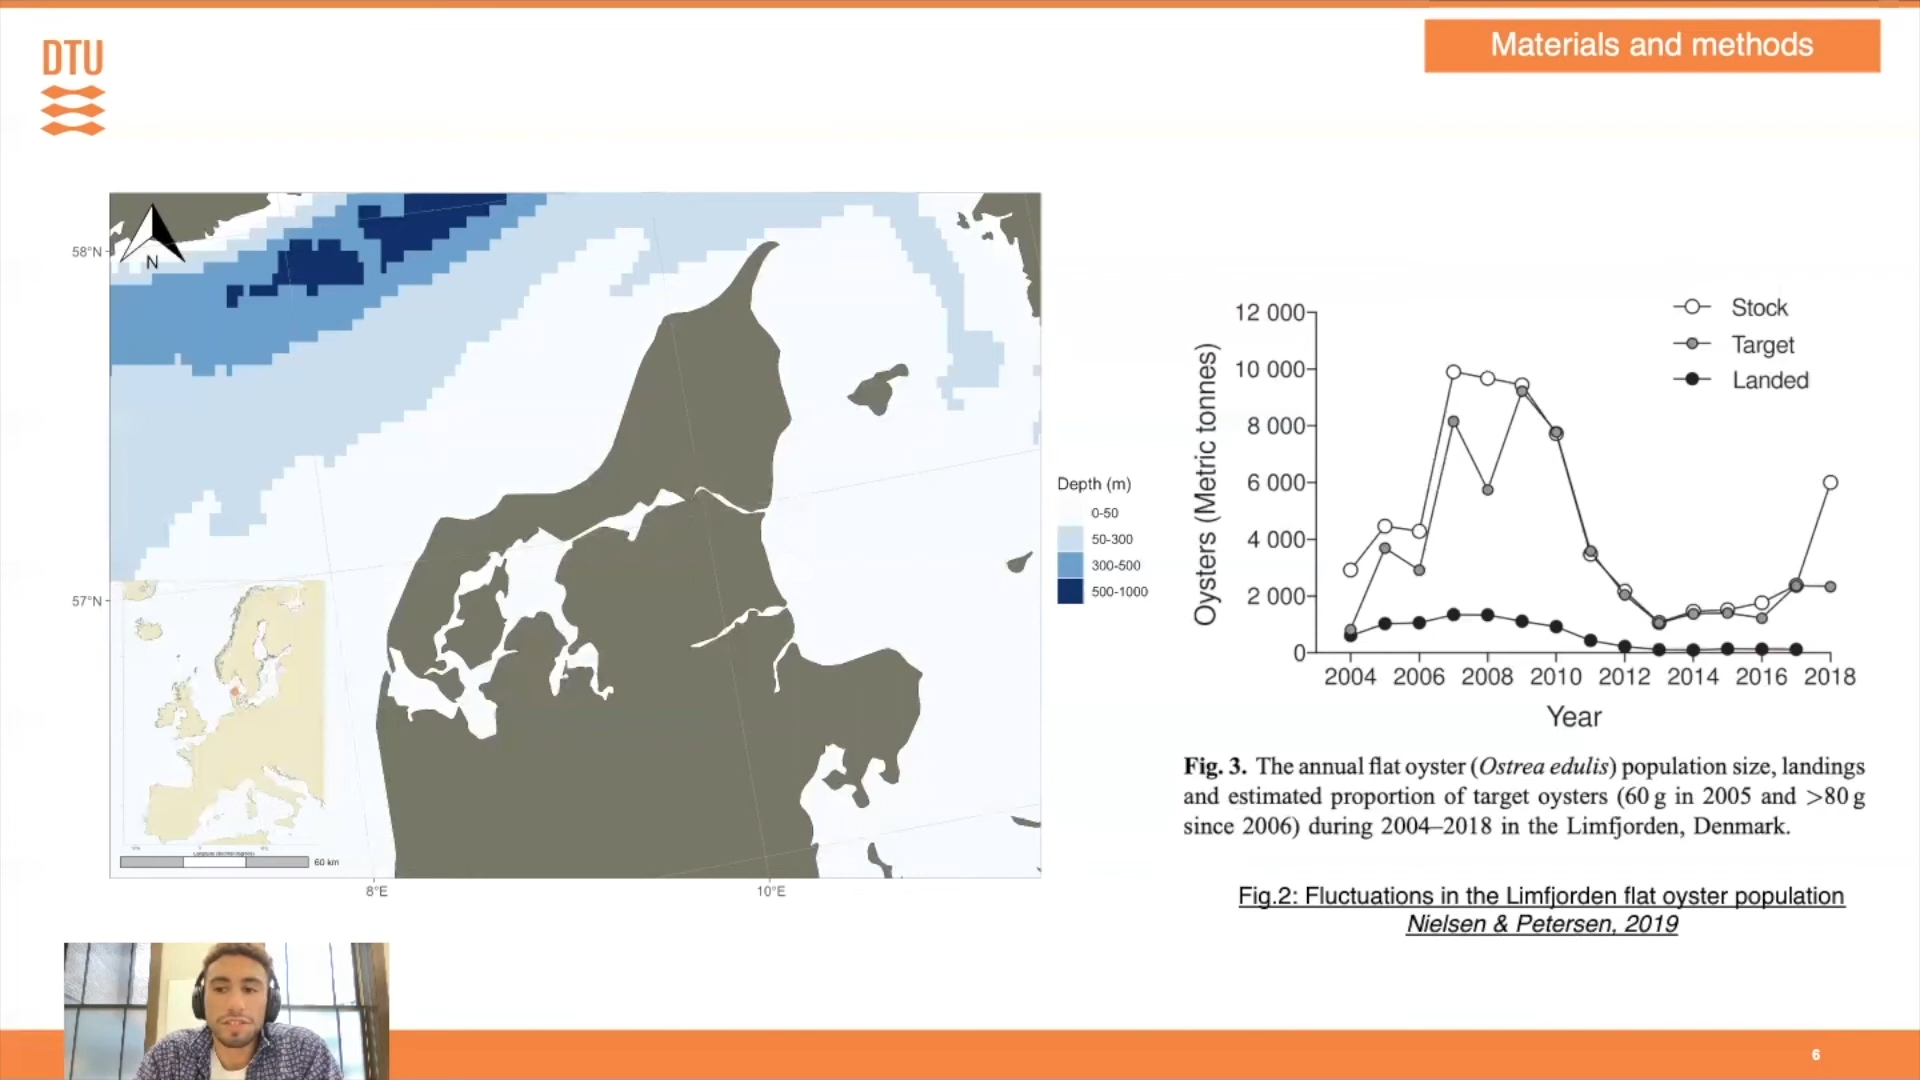 DTU
Materials and methods
N
58°N
57°N
8°E
10°E
60 km
Depth (m)
0-50
50-300
300-500
500-1000
Oysters (Metric tonnes)
12 000
10 000
8 000
6 000
4 000
2 000
0
Stock
Target
Landed
2004 2006 2008 2010 2012 2014 2016 2018
Year
Fig. 3. The annual flat oyster (Ostrea edulis) population size, landings
and estimated proportion of target oysters (60 g in 2005 and >80 g
since 2006) during 2004–2018 in the Limfjorden, Denmark.
Fig.2: Fluctuations in the Limfjorden flat oyster population
Nielsen & Petersen, 2019
6